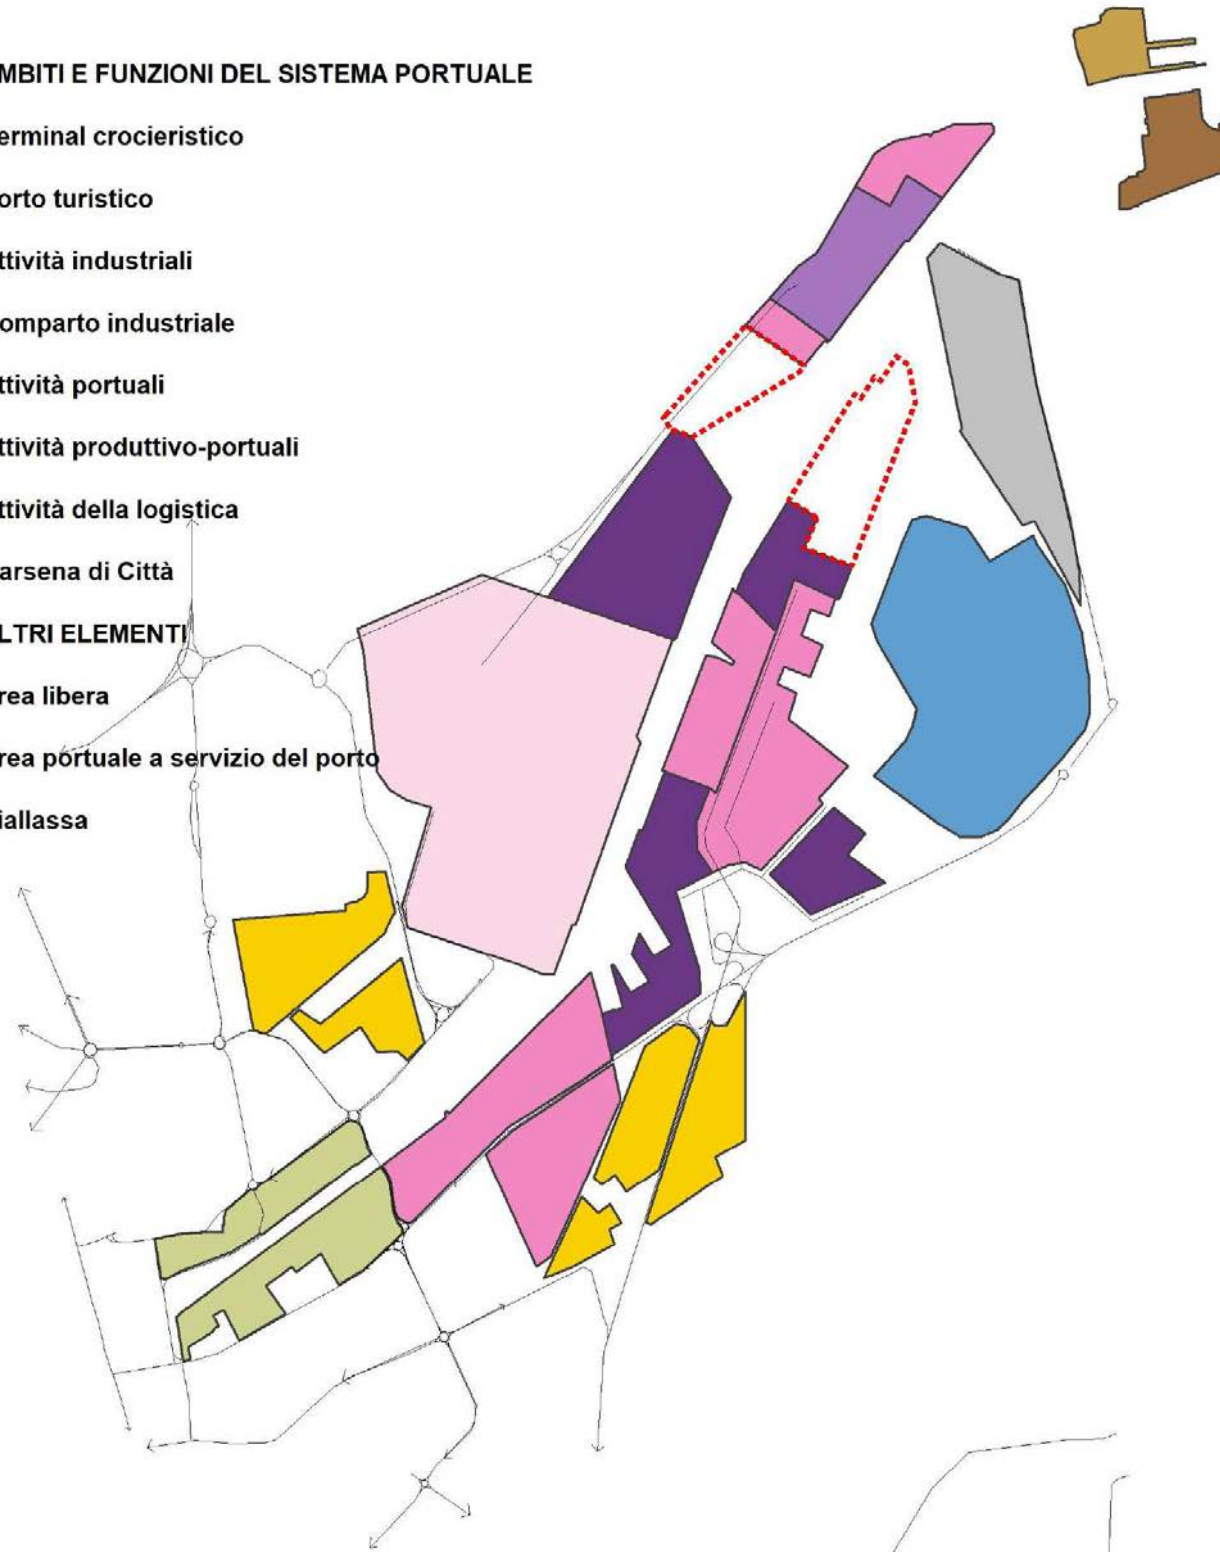 MBITI E FUNZIONI DEL SISTEMA PORTUALE
erminal crocieristico
orto turistico
ttività industriali
omparto industriale
ttività portuali
ttività produttivo-portuali
ttività della logistica
arsena di Città
LTRI ELEMENTI
rea libera
rea portuale a servizio del porto
iallassa